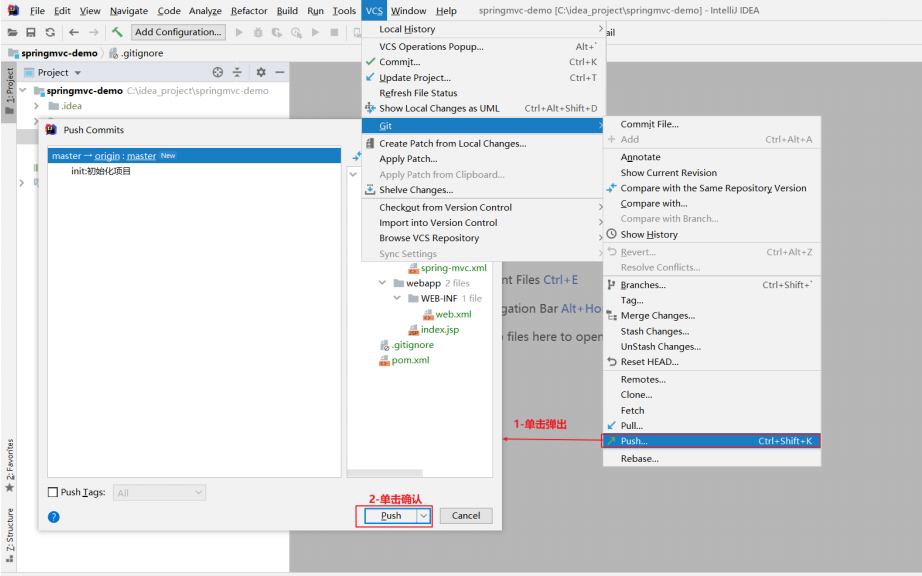 File Edit View Navigate Code Analyze Refactor Build Run Tools VCS Window Help springmvc-demo [C:\idea_project\springmvc-demo] - IntelliJ IDEA
Add Configuration...
springmvc-demo .gitignore
1: Project
Project
springmvc-demo C:\idea_project\springmvc-demo
.idea
Push Commits
master → origin : master New
init:初始化项目
spring-mvc.xml
webapp 2 files
WEB-INF 1 file
web.xml
index.jsp
.gitignore
pom.xml
Push Tags: All
2-单击确认
Push
Cancel
?
2: Favorites
Z: Structure
Local History
VCS Operations Popup... Alt+`
Commit... Ctrl+K
Update Project... Ctrl+T
Refresh File Status
Show Local Changes as UML Ctrl+Alt+Shift+D
Git
Create Patch from Local Changes...
Apply Patch...
Apply Patch from Clipboard...
Shelve Changes...
Checkout from Version Control
Import into Version Control
Browse VCS Repository
Sync Settings
nt Files Ctrl+E
gation Bar Alt+Ho
files here to open
1-单击弹出
Commit File...
Add Ctrl+Alt+A
Annotate
Show Current Revision
Compare with the Same Repository Version
Compare with...
Compare with Branch...
Show History
Revert... Ctrl+Alt+Z
Resolve Conflicts...
Branches... Ctrl+Shift+`
Tag...
Merge Changes...
Stash Changes...
UnStash Changes...
Reset HEAD...
Remotes...
Clone...
Fetch
Pull...
Push... Ctrl+Shift+K
Rebase...